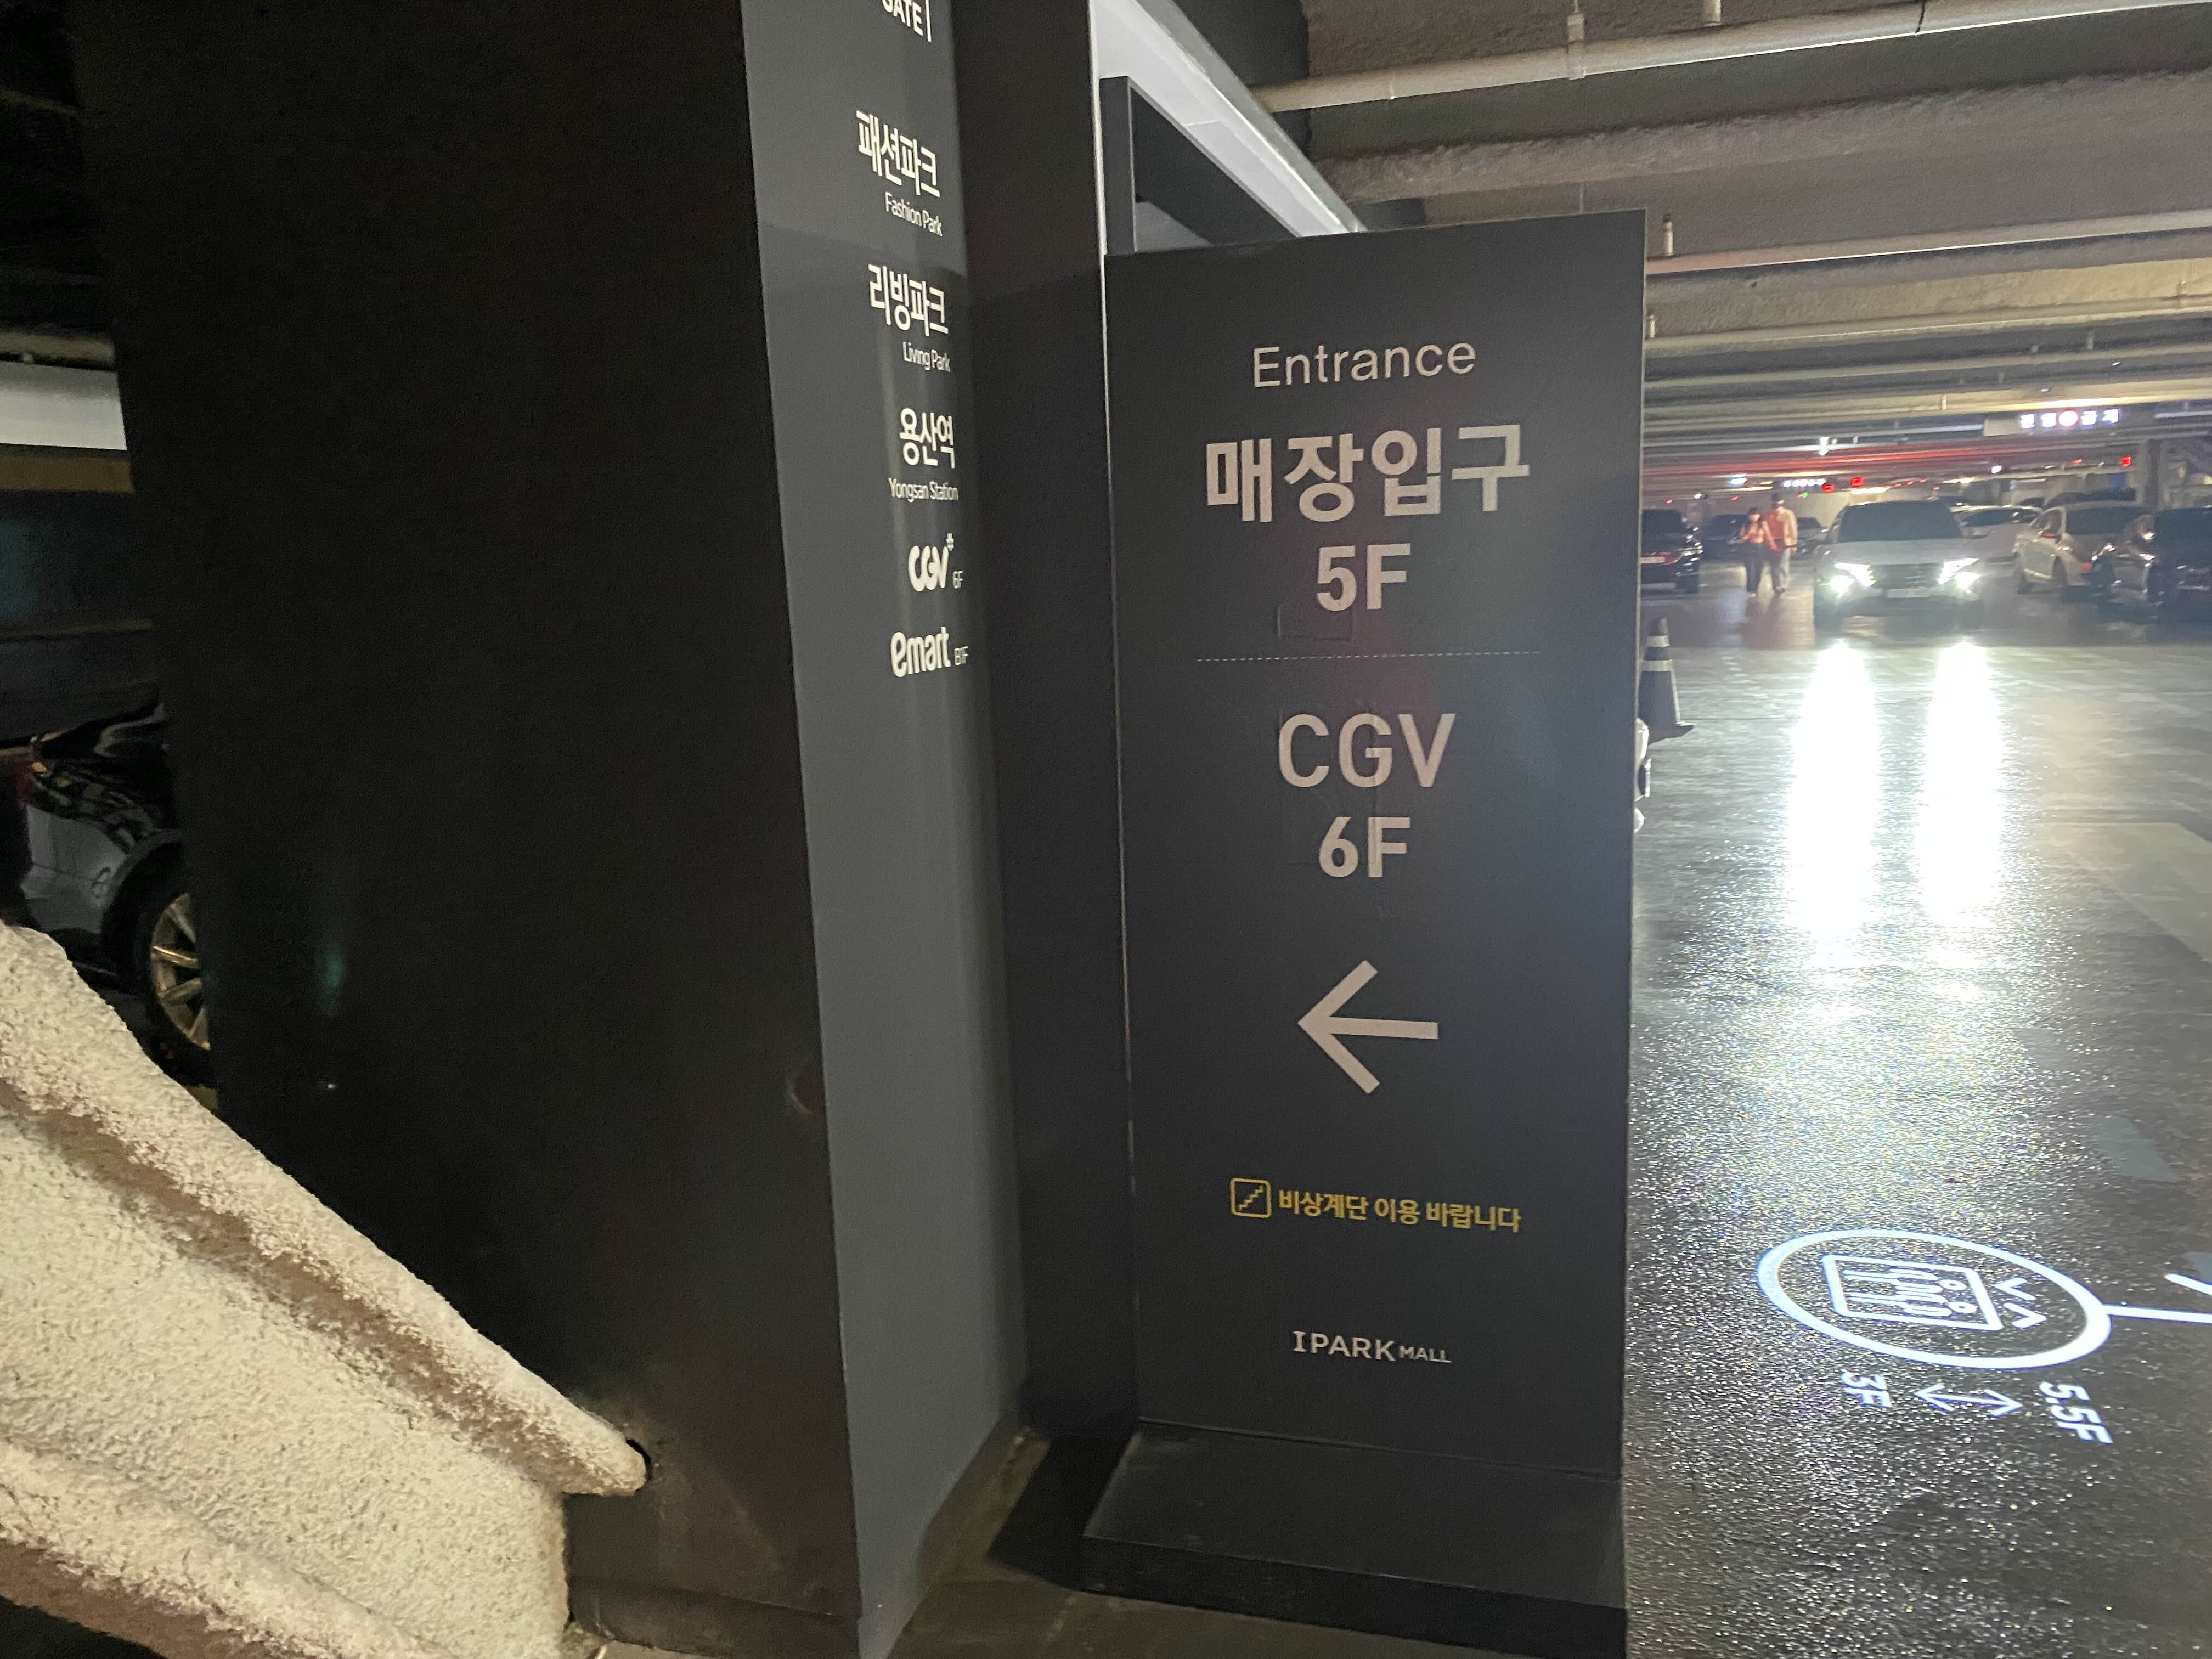 GATE
패션파크
Fashion Park
리빙파크
Living Park
용산역
Yongsan Station
CGV 6F
emart B1F
Entrance
매장입구
5F
CGV
6F
비상계단 이용 바랍니다
I PARK MALL
3F
5.5F